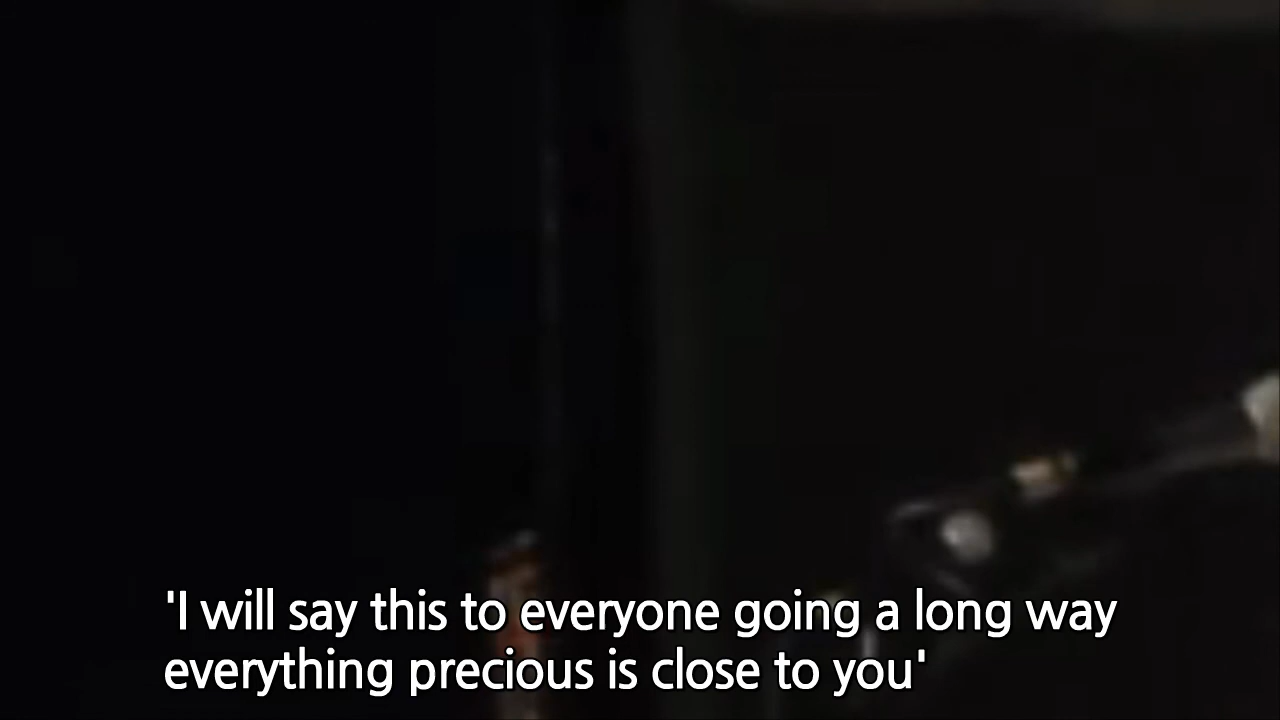 'I will say this to everyone going a long way
everything precious is close to you'